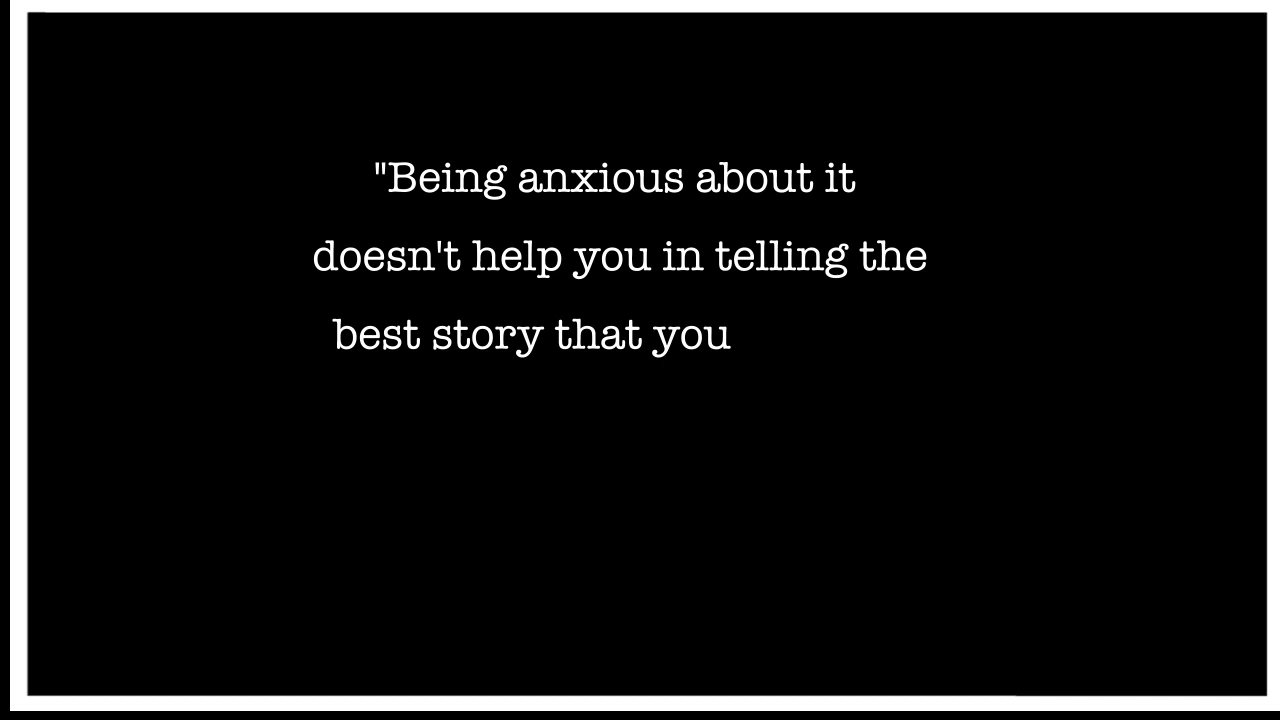 "Being anxious about it
doesn't help you in telling the
best story that you